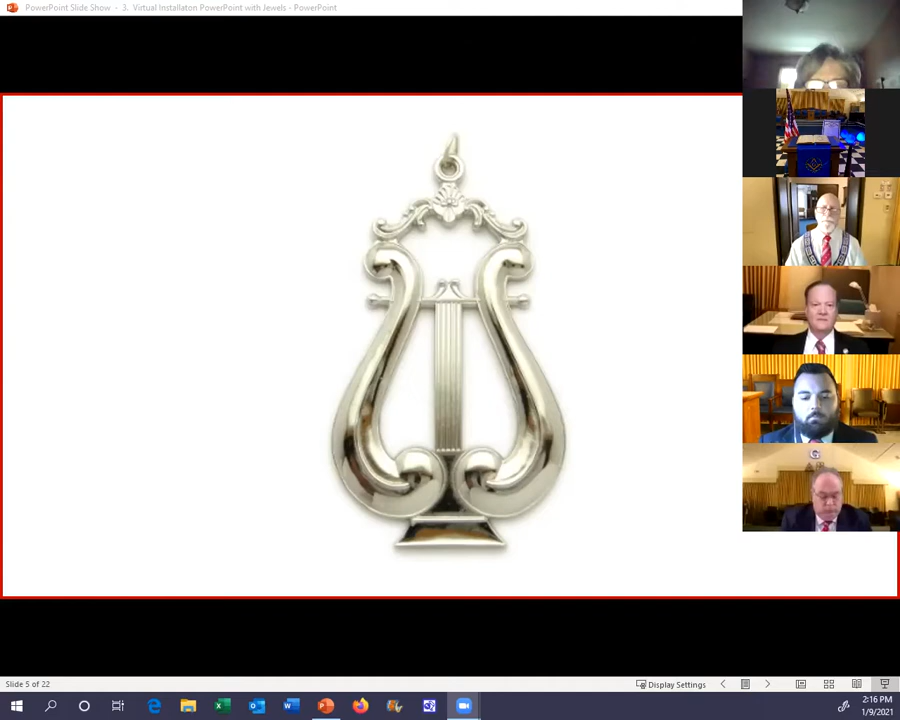 PowerPoint Slide Show - 3. Virtual Installaton PowerPoint with Jewels - PowerPoint
Slide 5 of 22
Display Settings
2:16 PM
1/9/2021